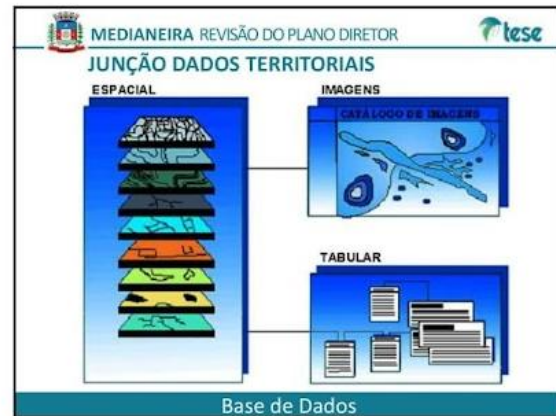 MEDIANEIRA REVISÃO DO PLANO DIRETOR
tese
JUNÇÃO DADOS TERRITORIAIS
ESPACIAL
IMAGENS
CATÁLOGO DE IMAGENS
TABULAR
Base de Dados